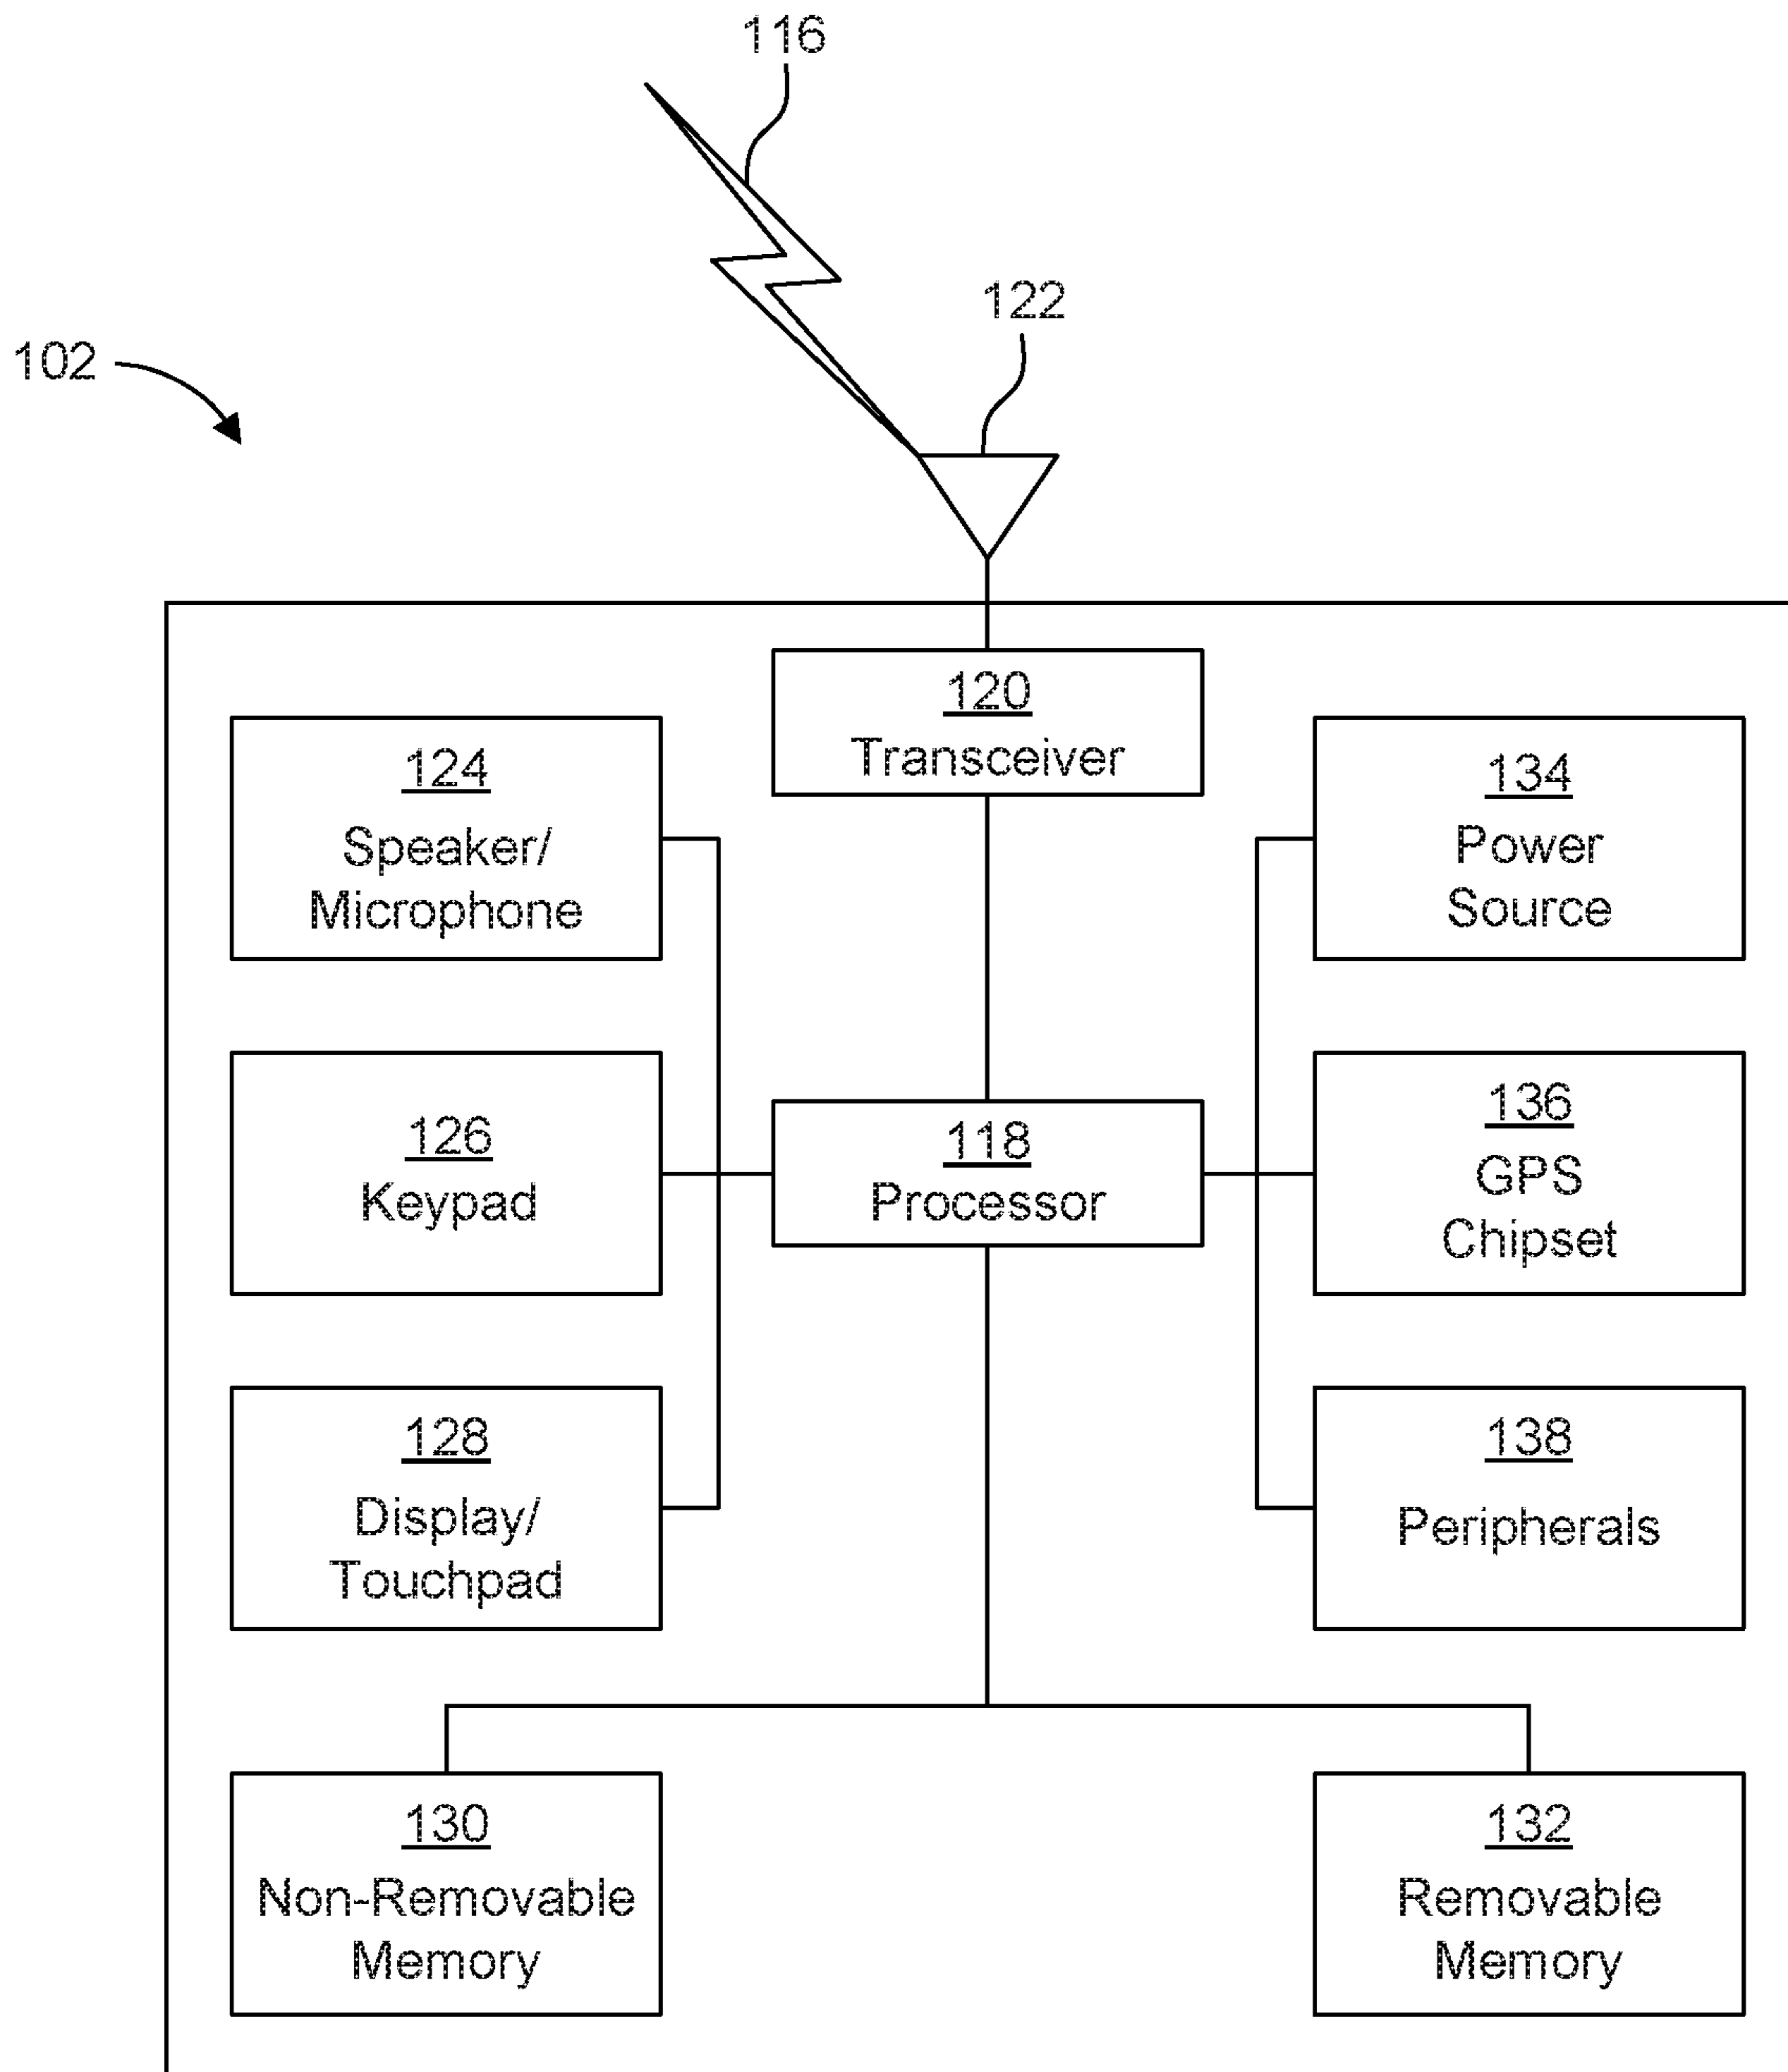 116
122
102
120
Transceiver
124
Speaker/
Microphone
134
Power
Source
126
Keypad
118
Processor
136
GPS
Chipset
128
Display/
Touchpad
138
Peripherals
130
Non-Removable
Memory
132
Removable
Memory